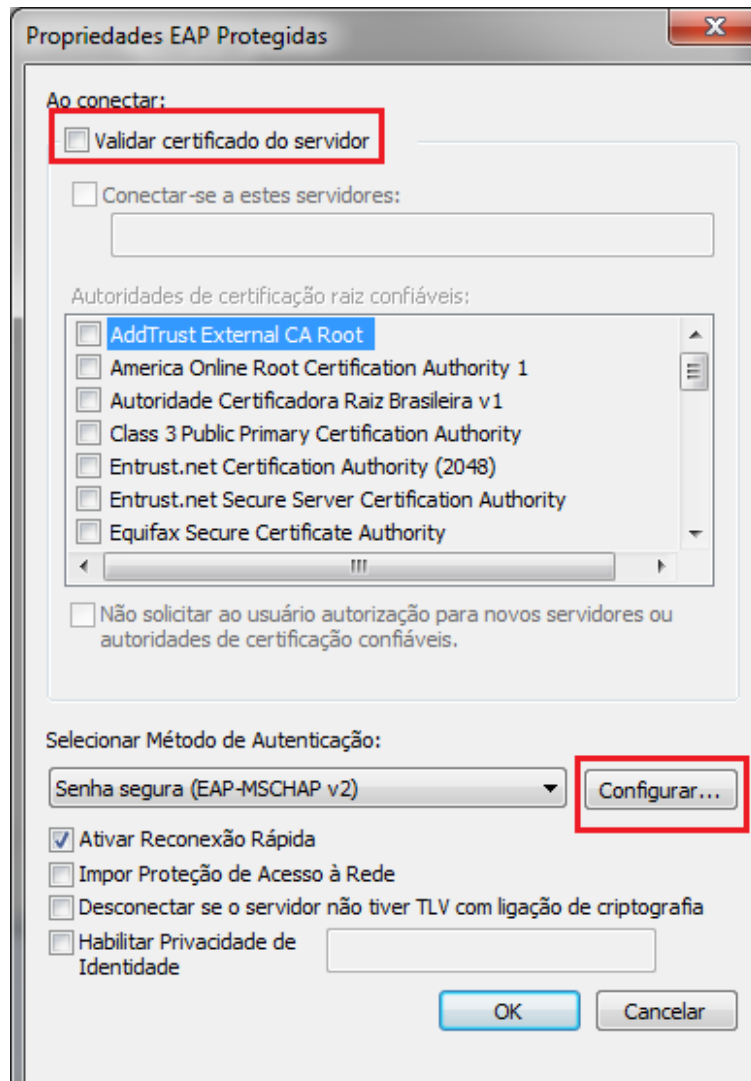 Propriedades EAP Protegidas
Ao conectar:
Validar certificado do servidor
Conectar-se a estes servidores:
Autoridades de certificação raiz confiáveis:
AddTrust External CA Root
America Online Root Certification Authority 1
Autoridade Certificadora Raiz Brasileira v1
Class 3 Public Primary Certification Authority
Entrust.net Certification Authority (2048)
Entrust.net Secure Server Certification Authority
Equifax Secure Certificate Authority
Não solicitar ao usuário autorização para novos servidores ou
autoridades de certificação confiáveis.
Selecionar Método de Autenticação:
Senha segura (EAP-MSCHAP v2)
Configurar...
Ativar Reconexão Rápida
Impor Proteção de Acesso à Rede
Desconectar se o servidor não tiver TLV com ligação de criptografia
Habilitar Privacidade de
Identidade
OK
Cancelar